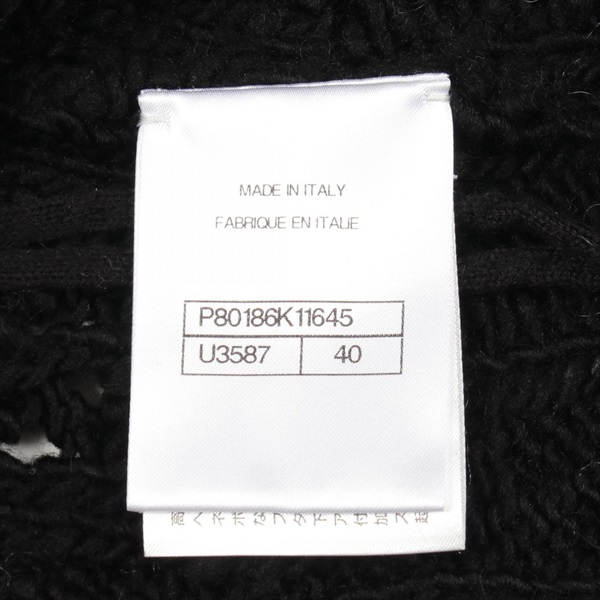 MADE IN ITALY
FABRIQUE EN ITALIE
P80186K11645
U3587 40